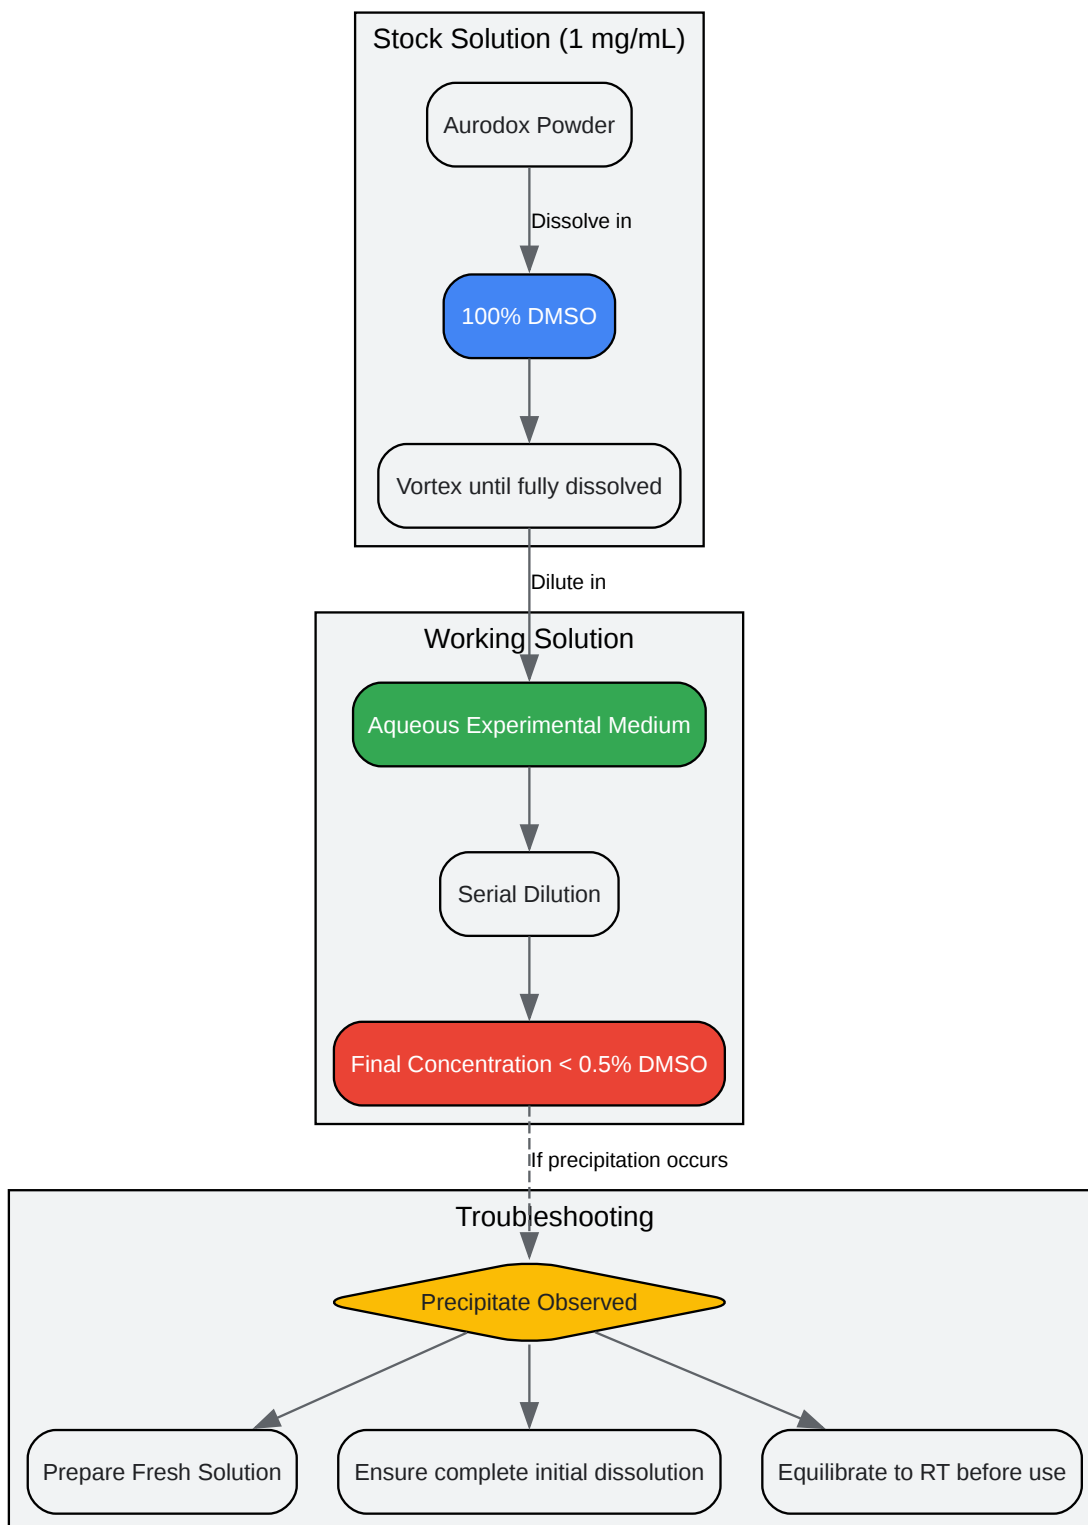 Stock Solution (1 mg/mL)
Aurodox Powder
Dissolve in
100% DMSO
Vortex until fully dissolved
Dilute in
Working Solution
Aqueous Experimental Medium
Serial Dilution
Final Concentration < 0.5% DMSO
If precipitation occurs
Troubleshooting
Precipitate Observed
Prepare Fresh Solution
Ensure complete initial dissolution
Equilibrate to RT before use